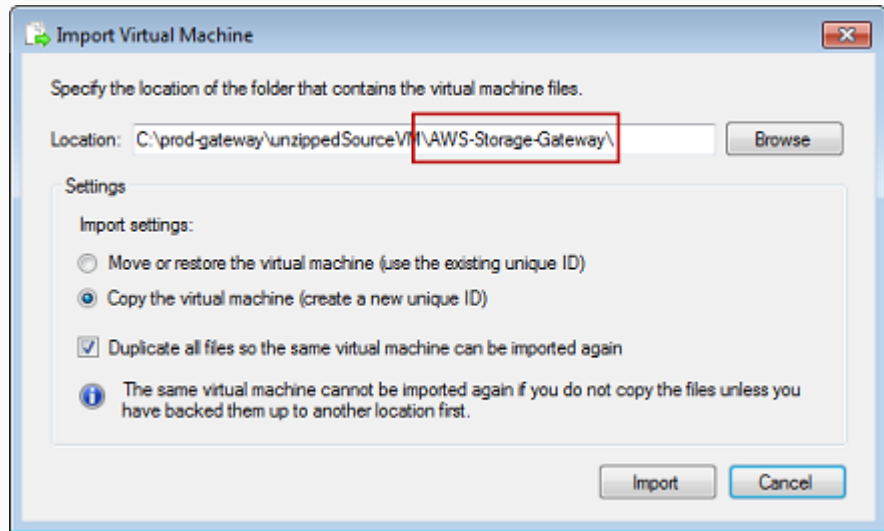 Import Virtual Machine
Specify the location of the folder that contains the virtual machine files.
Location: C:\prod-gateway\unzippedSourceVM\AWS-Storage-Gateway\ Browse
Settings
Import settings:
Move or restore the virtual machine (use the existing unique ID)
Copy the virtual machine (create a new unique ID)
Duplicate all files so the same virtual machine can be imported again
The same virtual machine cannot be imported again if you do not copy the files unless you
have backed them up to another location first.
Import Cancel